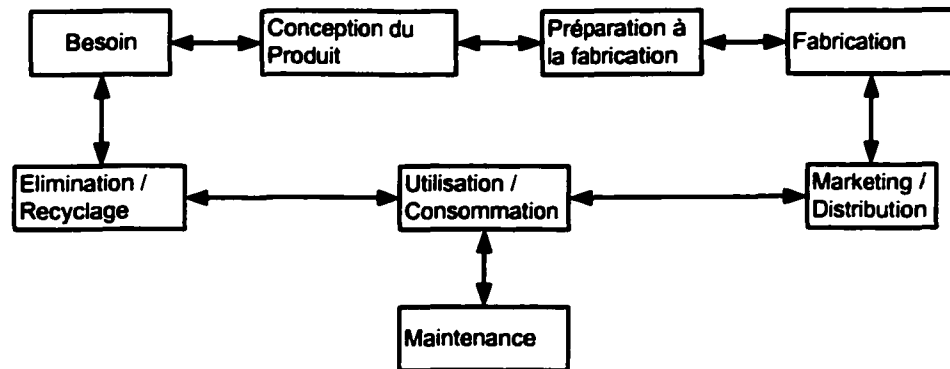 Besoin
Conception du
Produit
Préparation à
la fabrication
Fabrication
Elimination /
Recyclage
Utilisation /
Consommation
Marketing /
Distribution
Maintenance